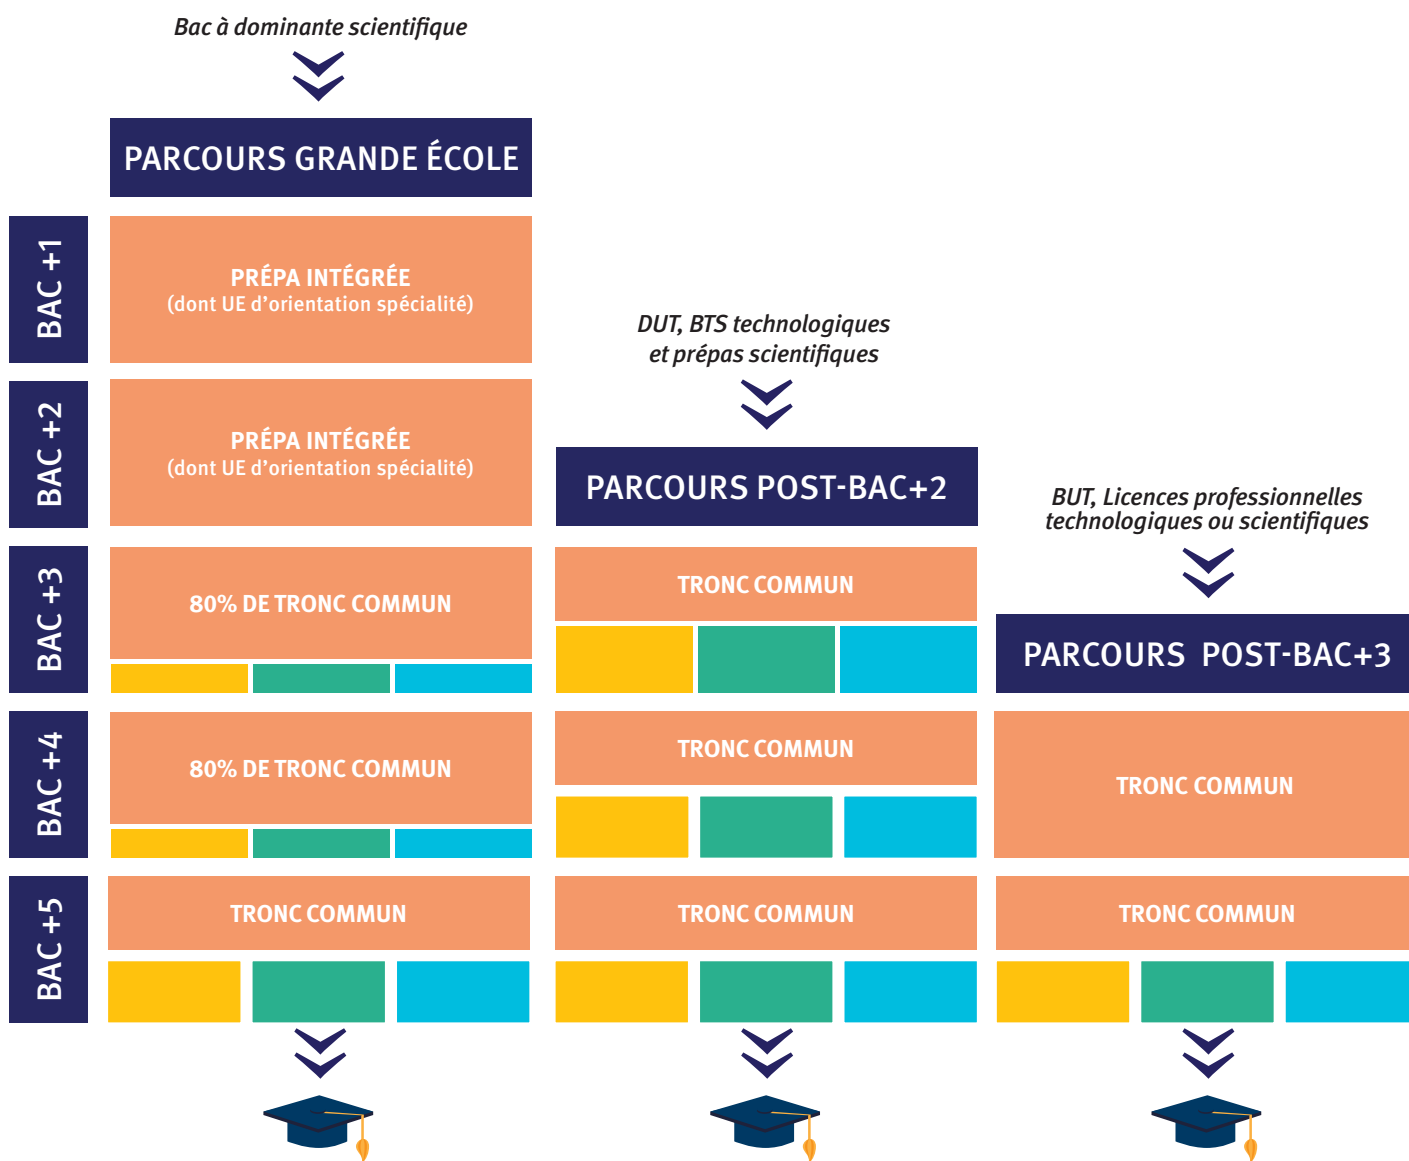 Bac à dominante scientifique
PARCOURS GRANDE ÉCOLE
BAC +1
PRÉPA INTÉGRÉE
(dont UE d’orientation spécialité)
DUT, BTS technologiques
et prépas scientifiques
BAC +2
PRÉPA INTÉGRÉE
(dont UE d’orientation spécialité)
PARCOURS POST-BAC+2
BUT, Licences professionnelles
technologiques ou scientifiques
BAC +3
80% DE TRONC COMMUN
TRONC COMMUN
PARCOURS POST-BAC+3
BAC +4
80% DE TRONC COMMUN
TRONC COMMUN
TRONC COMMUN
BAC +5
TRONC COMMUN
TRONC COMMUN
TRONC COMMUN